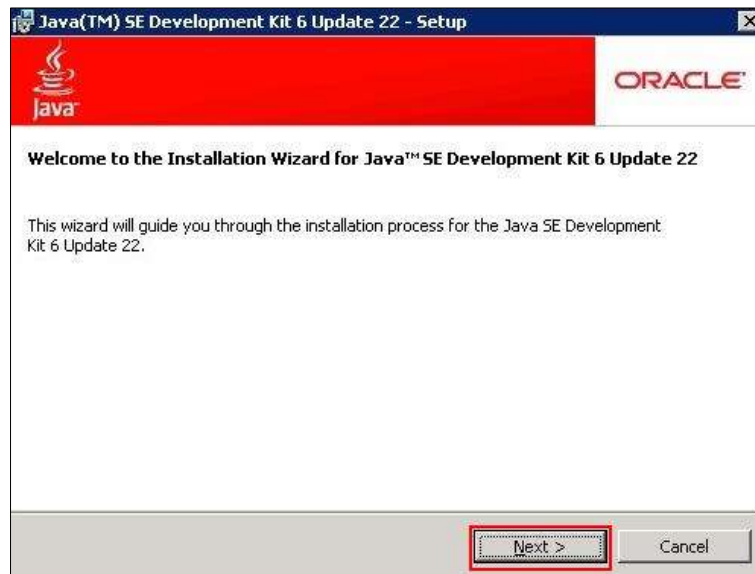 Java(TM) SE Development Kit 6 Update 22 - Setup
Java™
ORACLE®
Welcome to the Installation Wizard for Java™ SE Development Kit 6 Update 22
This wizard will guide you through the installation process for the Java SE Development
Kit 6 Update 22.
Next >
Cancel